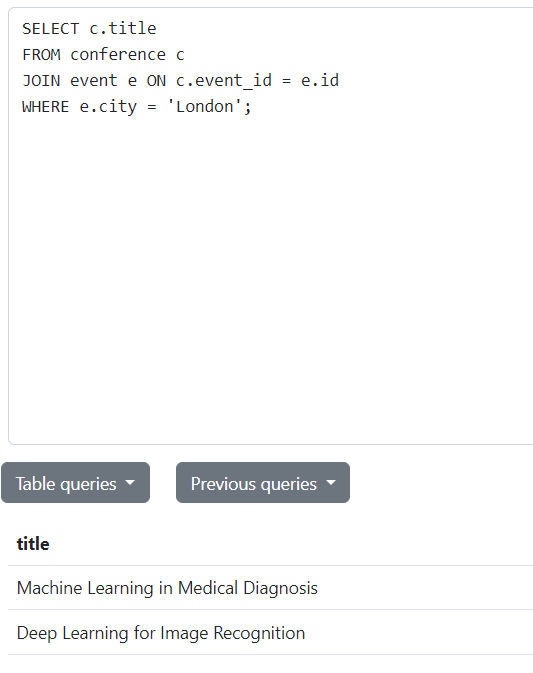 SELECT c.title
FROM conference c
JOIN event e ON c.event_id = e.id
WHERE e.city = 'London';
Table queries
Previous queries
title
Machine Learning in Medical Diagnosis
Deep Learning for Image Recognition